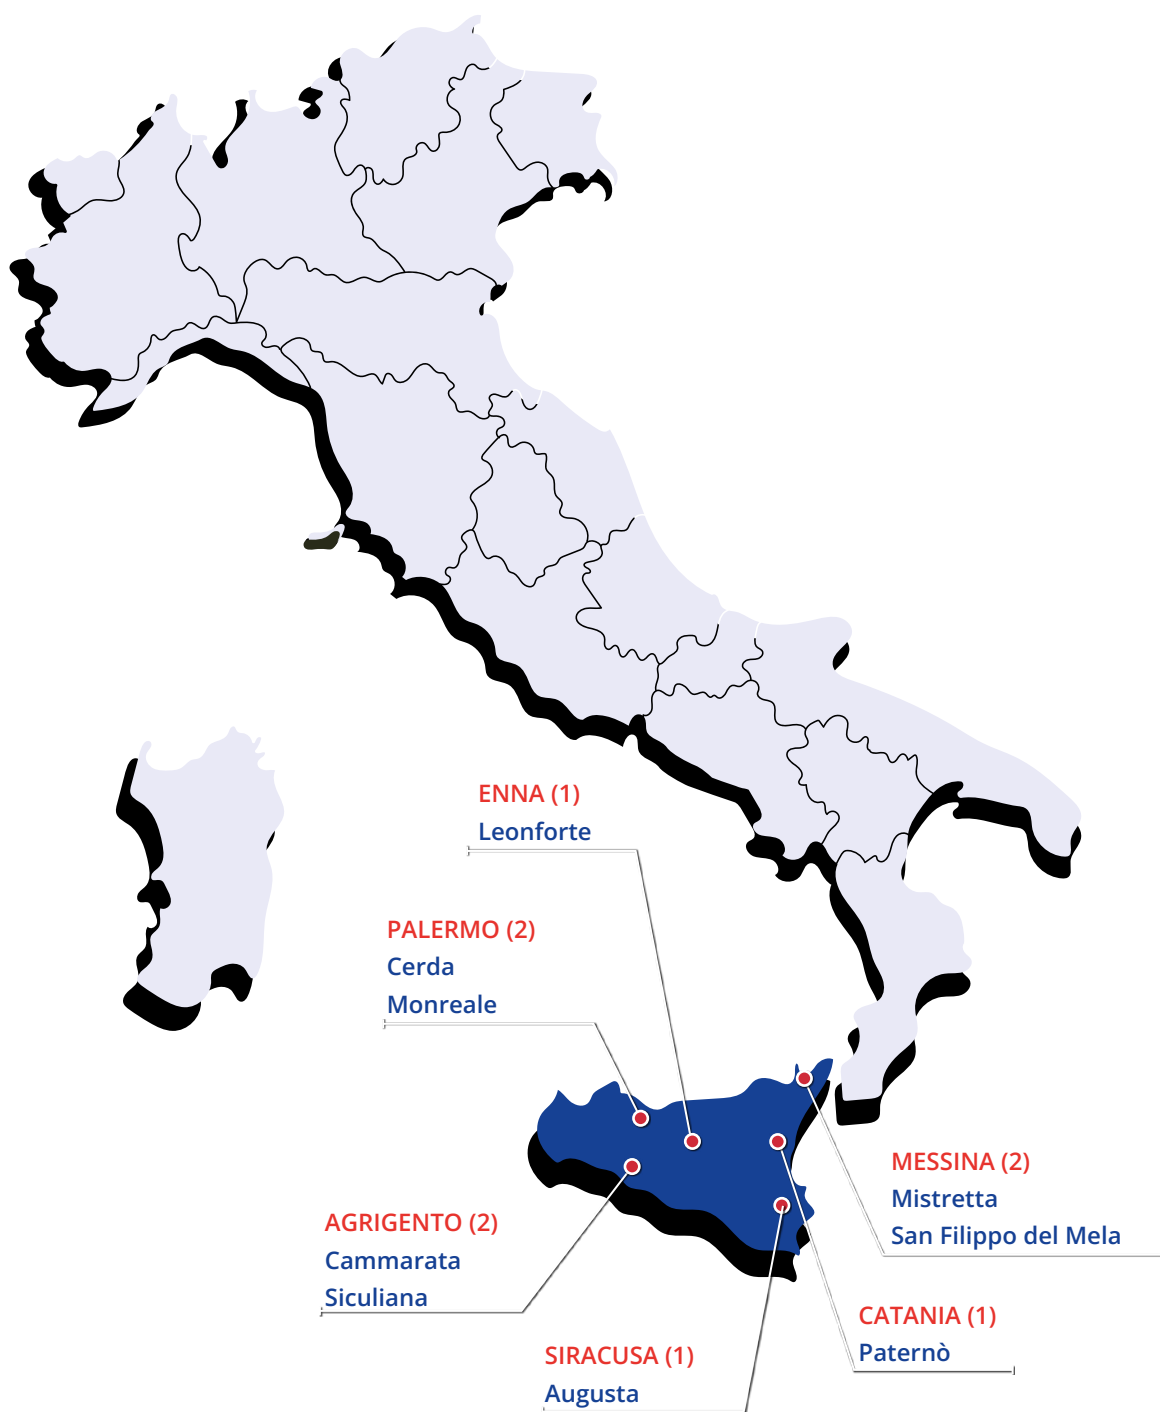 ENNA (1)
Leonforte
PALERMO (2)
Cerda
Monreale
MESSINA (2)
Mistretta
San Filippo del Mela
AGRIGENTO (2)
Cammarata
Siculiana
CATANIA (1)
Paternò
SIRACUSA (1)
Augusta